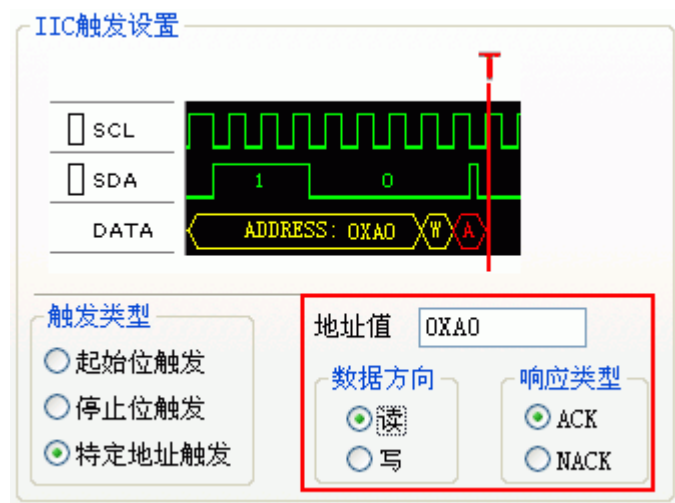 IIC触发设置
T
SCL
SDA
1
0
DATA
ADDRESS: 0XA0
W
A
触发类型
起始位触发
停止位触发
特定地址触发
地址值
0XA0
数据方向
读
写
响应类型
ACK
NACK